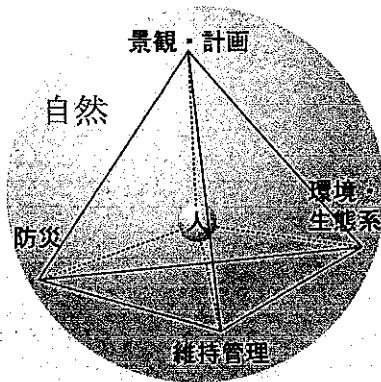 景観・計画
自然
環境・
生態系
人
防災
維持管理